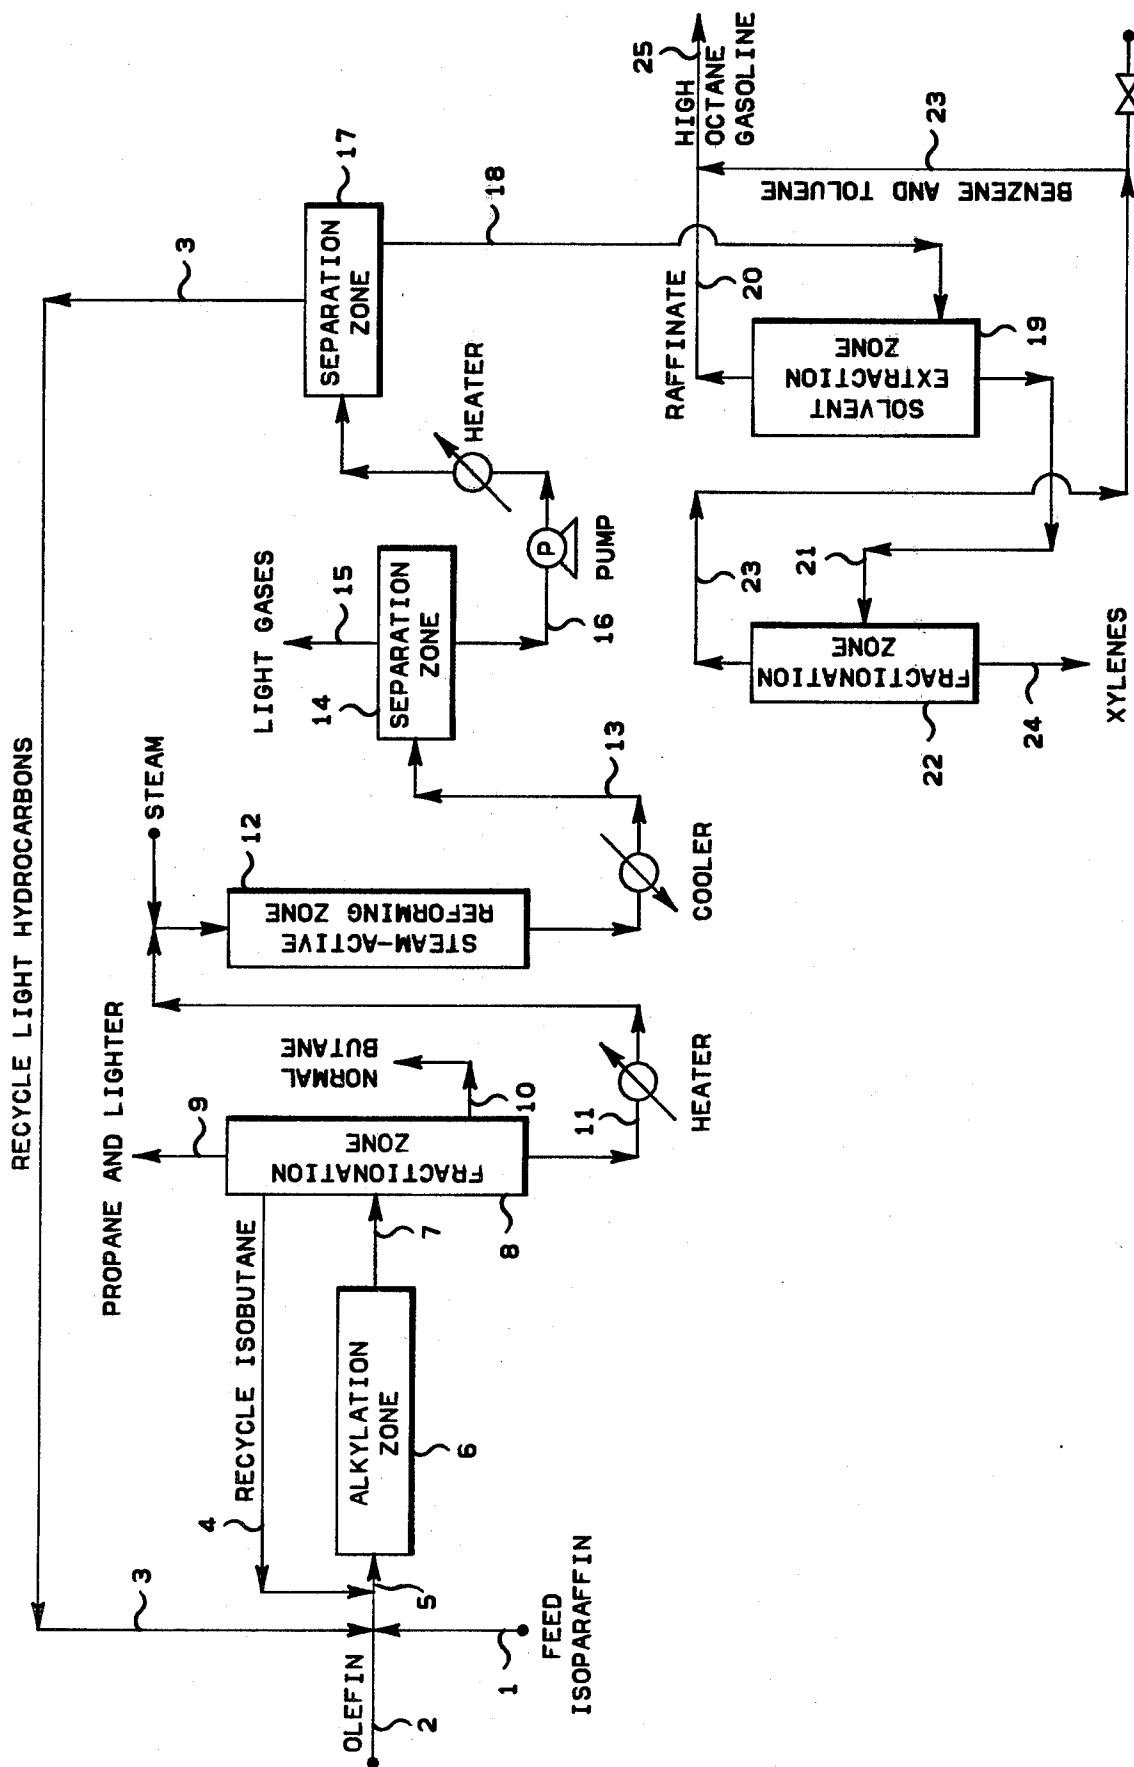 RECYCLE LIGHT HYDROCARBONS
3
3
PROPANE AND LIGHTER
9
STEAM
12
STEAM-ACTIVE
REFORMING ZONE
LIGHT GASES
15
14
SEPARATION
ZONE
16
PUMP
P
HEATER
SEPARATION
ZONE
17
18
4
RECYCLE ISOBUTANE
FRACTIONATION
ZONE
8
NORMAL
BUTANE
10
11
HEATER
COOLER
13
OLEFIN
2
1
FEED
ISOPARAFFIN
5
ALKYLATION
ZONE
6
7
RAFFINATE
20
HIGH
OCTANE
GASOLINE
25
23
BENZENE AND TOLUENE
SOLVENT
EXTRACTION
ZONE
19
21
23
FRACTIONATION
ZONE
22
24
XYLENES